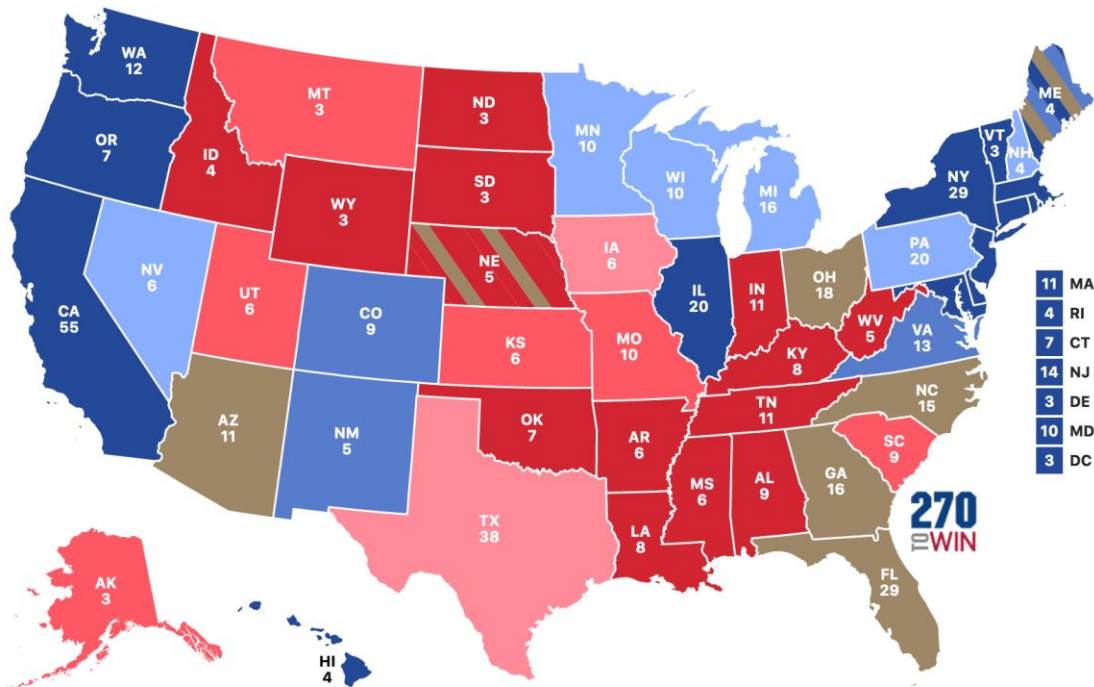 WA
12
OR
7
CA
55
NV
6
ID
4
MT
3
WY
3
UT
6
AZ
11
CO
9
NM
5
ND
3
SD
3
NE
5
KS
6
OK
7
TX
38
MN
10
IA
6
MO
10
AR
6
LA
8
WI
10
IL
20
MI
16
IN
11
OH
18
KY
8
TN
11
MS
6
AL
9
GA
16
FL
29
SC
9
NC
15
VA
13
WV
5
PA
20
NY
29
VT
3
NH
4
ME
4
11 MA
4 RI
7 CT
14 NJ
3 DE
10 MD
3 DC
AK
3
HI
4
270
TO WIN